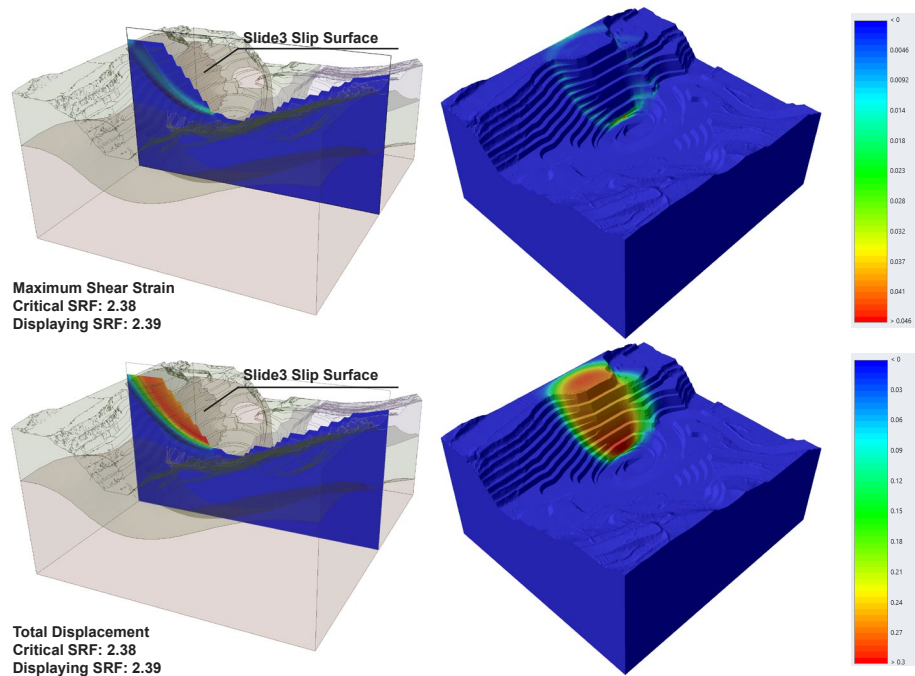 Slide3 Slip Surface
Maximum Shear Strain
Critical SRF: 2.38
Displaying SRF: 2.39
< 0
0.0046
0.0092
0.014
0.018
0.023
0.028
0.032
0.037
0.041
> 0.046
Slide3 Slip Surface
Total Displacement
Critical SRF: 2.38
Displaying SRF: 2.39
< 0
0.03
0.06
0.09
0.12
0.15
0.18
0.21
0.24
0.27
> 0.3